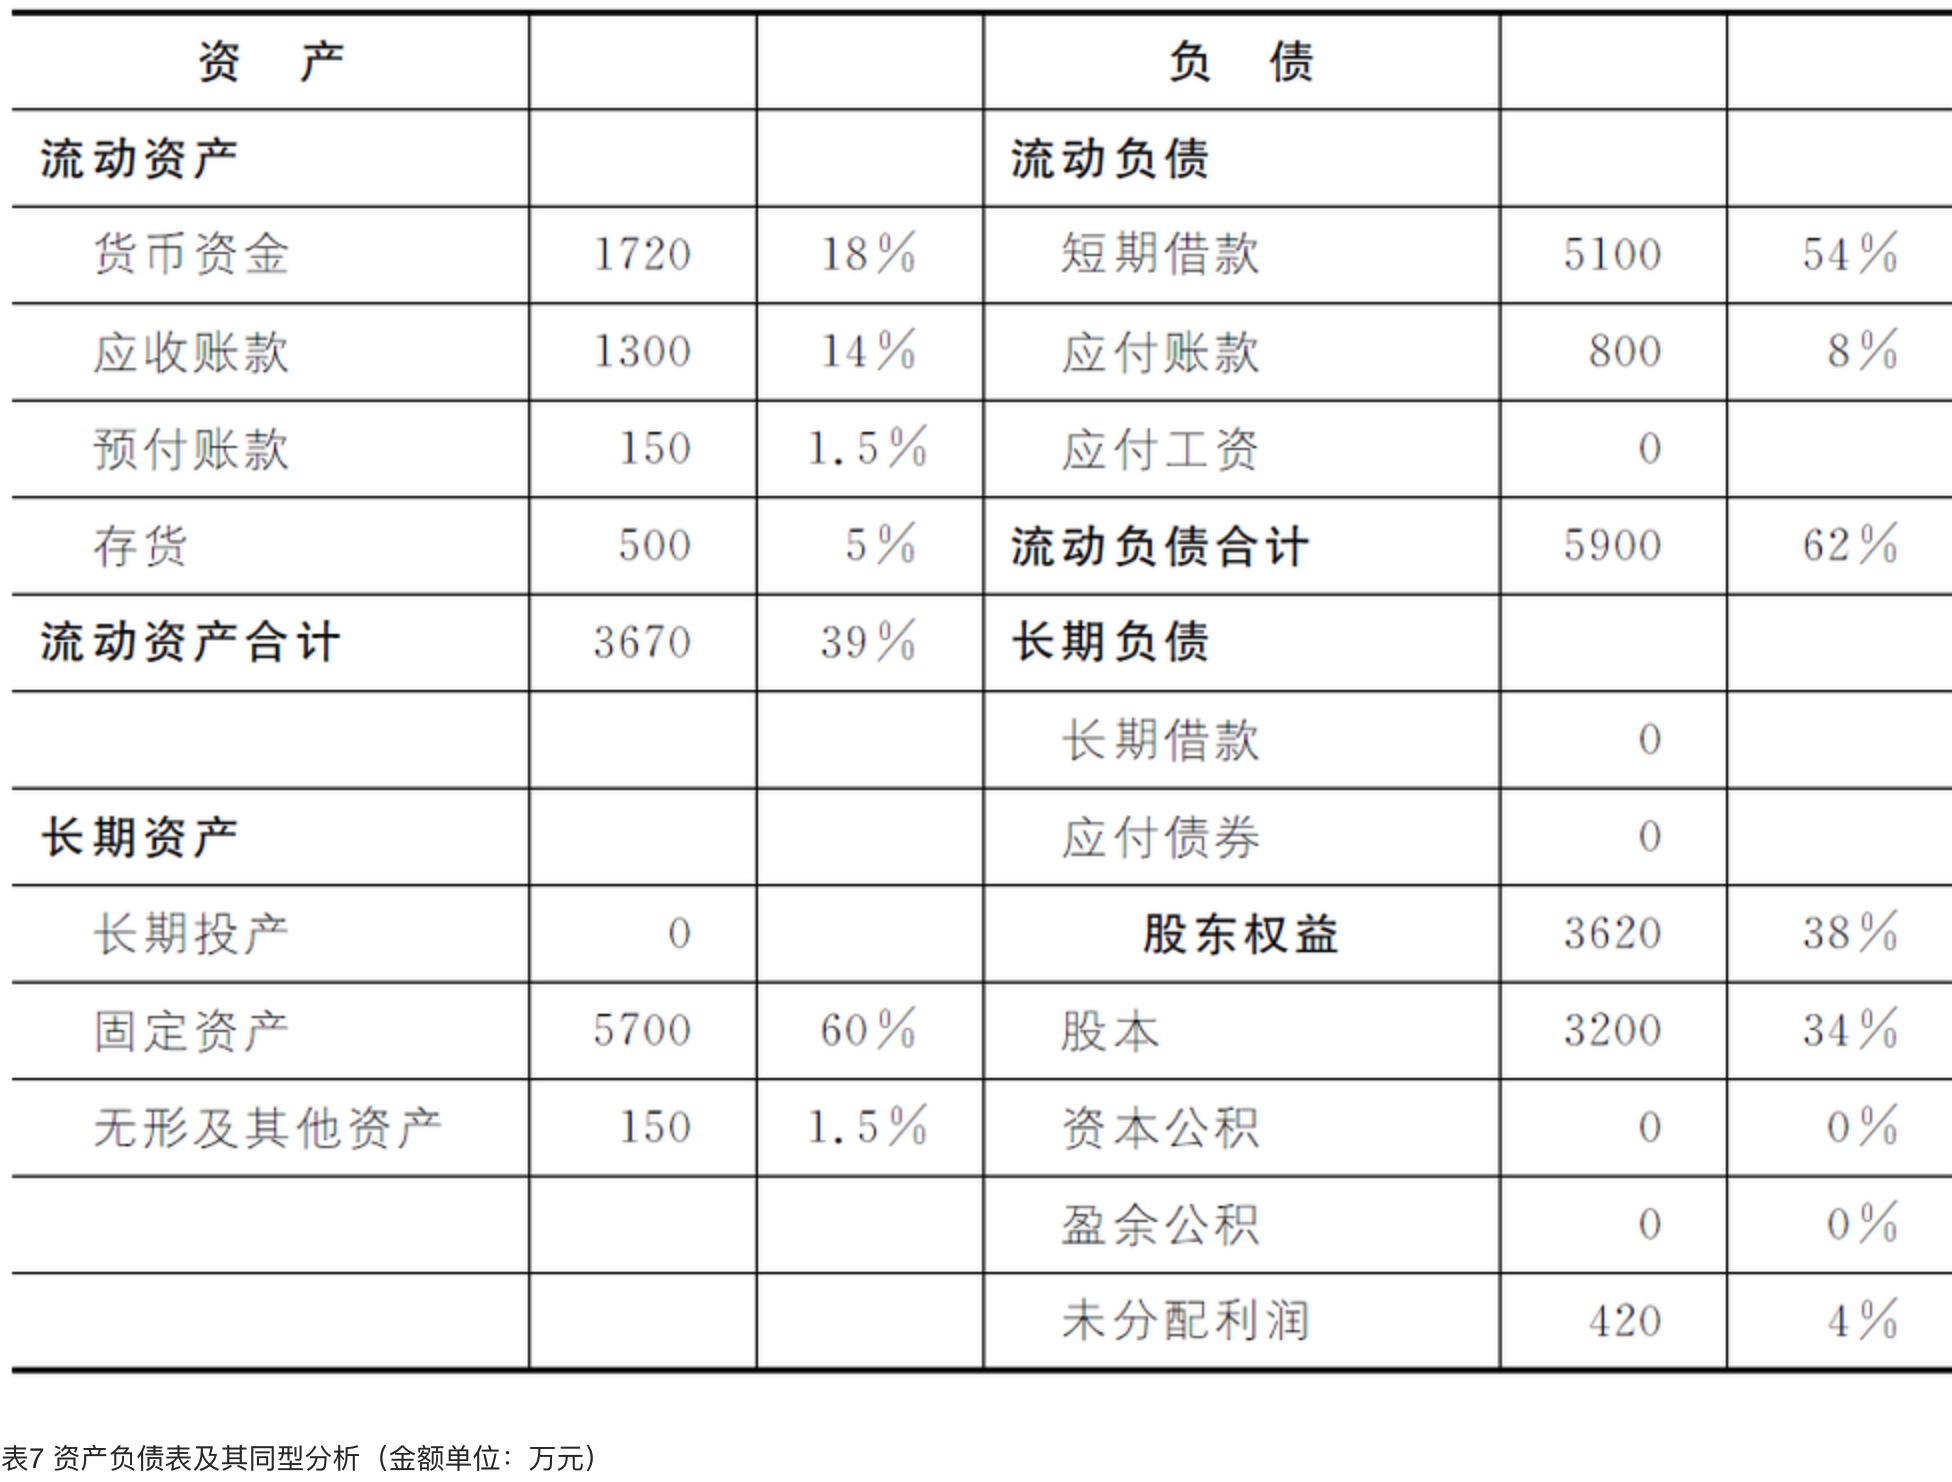 资 产 负 债
流动资产 流动负债
货币资金 1720 18% 短期借款 5100 54%
应收账款 1300 14% 应付账款 800 8%
预付账款 150 1.5% 应付工资 0
存货 500 5% 流动负债合计 5900 62%
流动资产合计 3670 39% 长期负债
长期借款 0
长期资产 应付债券 0
长期投产 0 股东权益 3620 38%
固定资产 5700 60% 股本 3200 34%
无形及其他资产 150 1.5% 资本公积 0 0%
盈余公积 0 0%
未分配利润 420 4%
表7 资产负债表及其同型分析（金额单位：万元）